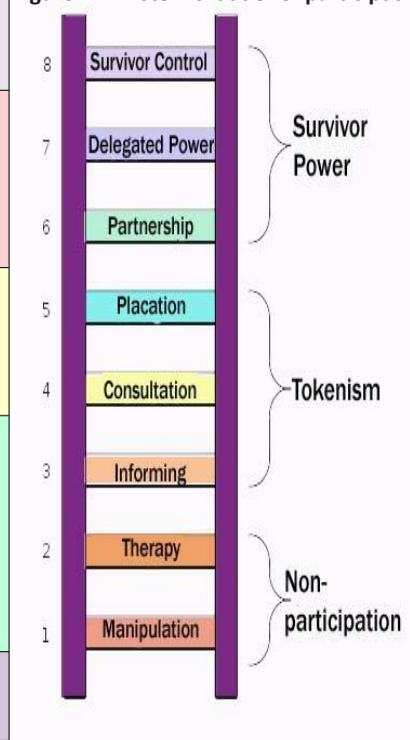 8 Survivor Control
7 Delegated Power
Survivor
Power
6 Partnership
5 Placation
4 Consultation
Tokenism
3 Informing
2 Therapy
Non-
participation
1 Manipulation